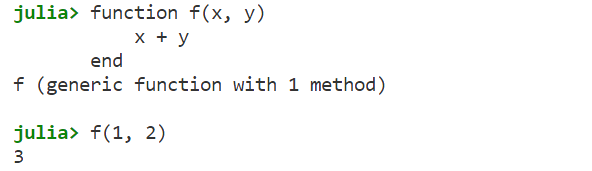 julia> function f(x, y)
           x + y
       end
f (generic function with 1 method)

julia> f(1, 2)
3